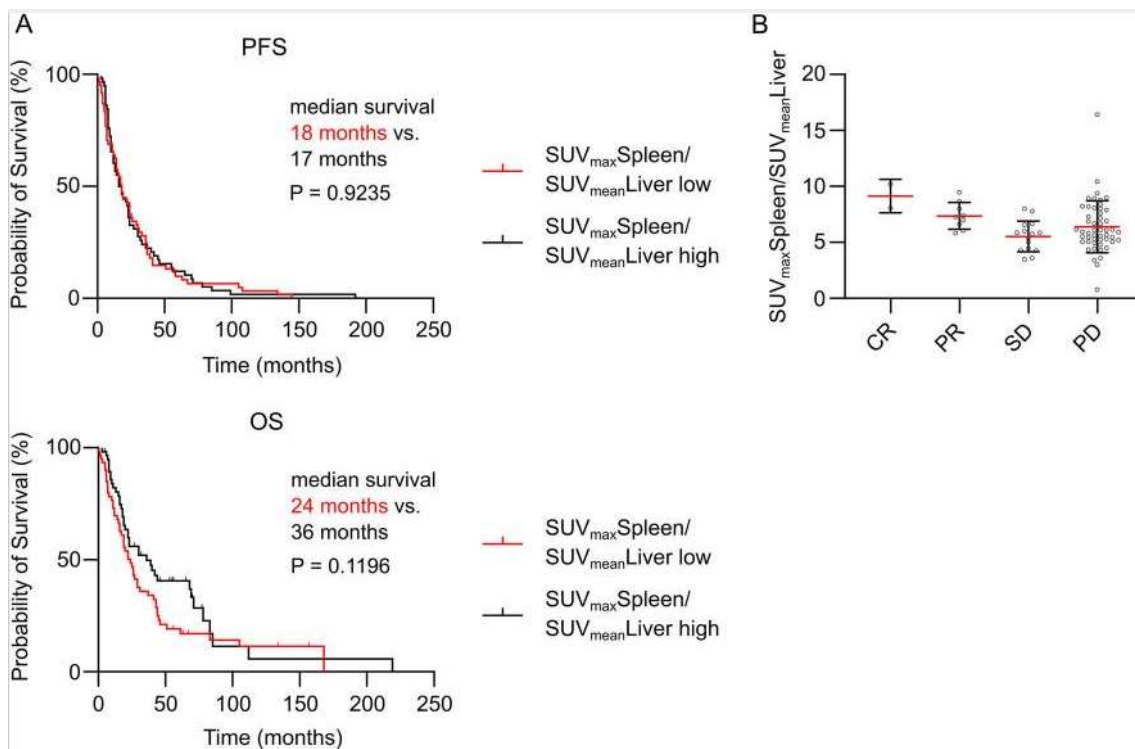 A
PFS
Probability of Survival (%)
100
50
0
0 50 100 150 200 250
Time (months)
median survival
18 months vs.
17 months
P = 0.9235
SUVmaxSpleen/
SUVmeanLiver low
SUVmaxSpleen/
SUVmeanLiver high
OS
Probability of Survival (%)
100
50
0
0 50 100 150 200 250
Time (months)
median survival
24 months vs.
36 months
P = 0.1196
SUVmaxSpleen/
SUVmeanLiver low
SUVmaxSpleen/
SUVmeanLiver high
B
SUVmaxSpleen/SUVmeanLiver
20
15
10
5
0
CR PR SD PD